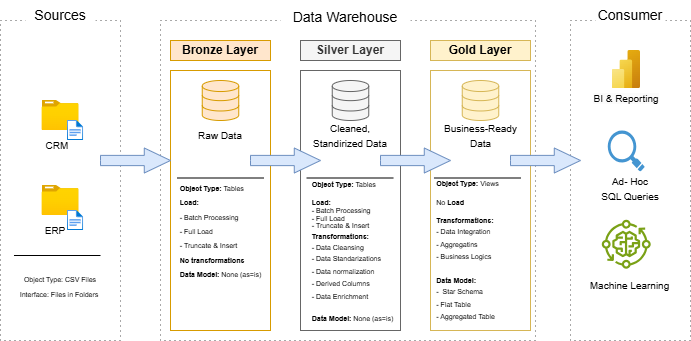 Sources
CRM
ERP
Object Type: CSV Files
Interface: Files in Folders
Data Warehouse
Bronze Layer
Raw Data
Object Type: Tables
Load:
- Batch Processing
- Full Load
- Truncate & Insert
No transformations
Data Model: None (as=is)
Silver Layer
Cleaned,
Standirized Data
Object Type: Tables
Load:
- Batch Processing
- Full Load
- Truncate & Insert
Transformations:
- Data Cleansing
- Data Standarizations
- Data normalization
- Derived Columns
- Data Enrichment
Data Model: None (as=is)
Gold Layer
Business-Ready
Data
Object Type: Views
No Load
Transformations:
- Data Integration
- Aggregatins
- Business Logics
Data Model:
- Star Schema
- Flat Table
- Aggregated Table
Consumer
BI & Reporting
Ad- Hoc
SQL Queries
Machine Learning